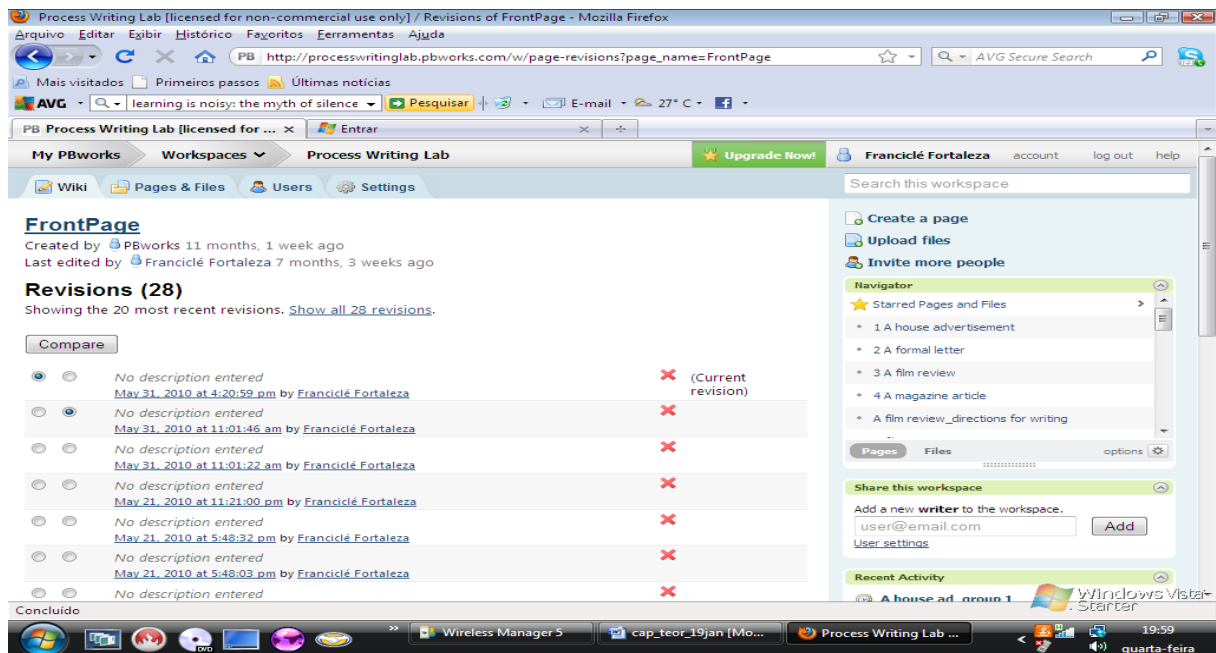 Process Writing Lab [licensed for non-commercial use only] / Revisions of FrontPage - Mozilla Firefox
Arquivo Editar Exibir Histórico Favoritos Ferramentas Ajuda
PB http://processwritinglab.pbworks.com/w/page-revisions?page_name=FrontPage
AVG Secure Search
Mais visitados Primeiros passos Últimas notícias
AVG learning is noisy: the myth of silence Pesquisar E-mail 27° C
PB Process Writing Lab [licensed for ... Entrar
My PBworks Workspaces Process Writing Lab Upgrade Now! Franciclé Fortaleza account log out help
Wiki Pages & Files Users Settings
Search this workspace
FrontPage
Created by PBworks 11 months, 1 week ago
Last edited by Franciclé Fortaleza 7 months, 3 weeks ago
Revisions (28)
Showing the 20 most recent revisions. Show all 28 revisions.
Compare
No description entered (Current
May 31, 2010 at 4:20:59 pm by Franciclé Fortaleza revision)
No description entered
May 31, 2010 at 11:01:46 am by Franciclé Fortaleza
No description entered
May 31, 2010 at 11:01:22 am by Franciclé Fortaleza
No description entered
May 21, 2010 at 11:21:00 pm by Franciclé Fortaleza
No description entered
May 21, 2010 at 5:48:32 pm by Franciclé Fortaleza
No description entered
May 21, 2010 at 5:48:03 pm by Franciclé Fortaleza
No description entered
Create a page
Upload files
Invite more people
Navigator
Starred Pages and Files
1 A house advertisement
2 A formal letter
3 A film review
4 A magazine article
A film review_directions for writing
Pages Files options
Share this workspace
Add a new writer to the workspace.
user@email.com Add
User settings
Recent Activity
A house ad group 1
Windows Vista
Starter
Concluído
DVD » Wireless Manager 5 cap_teor_19jan [Mo... Process Writing Lab ... 19:59
quarta-feira